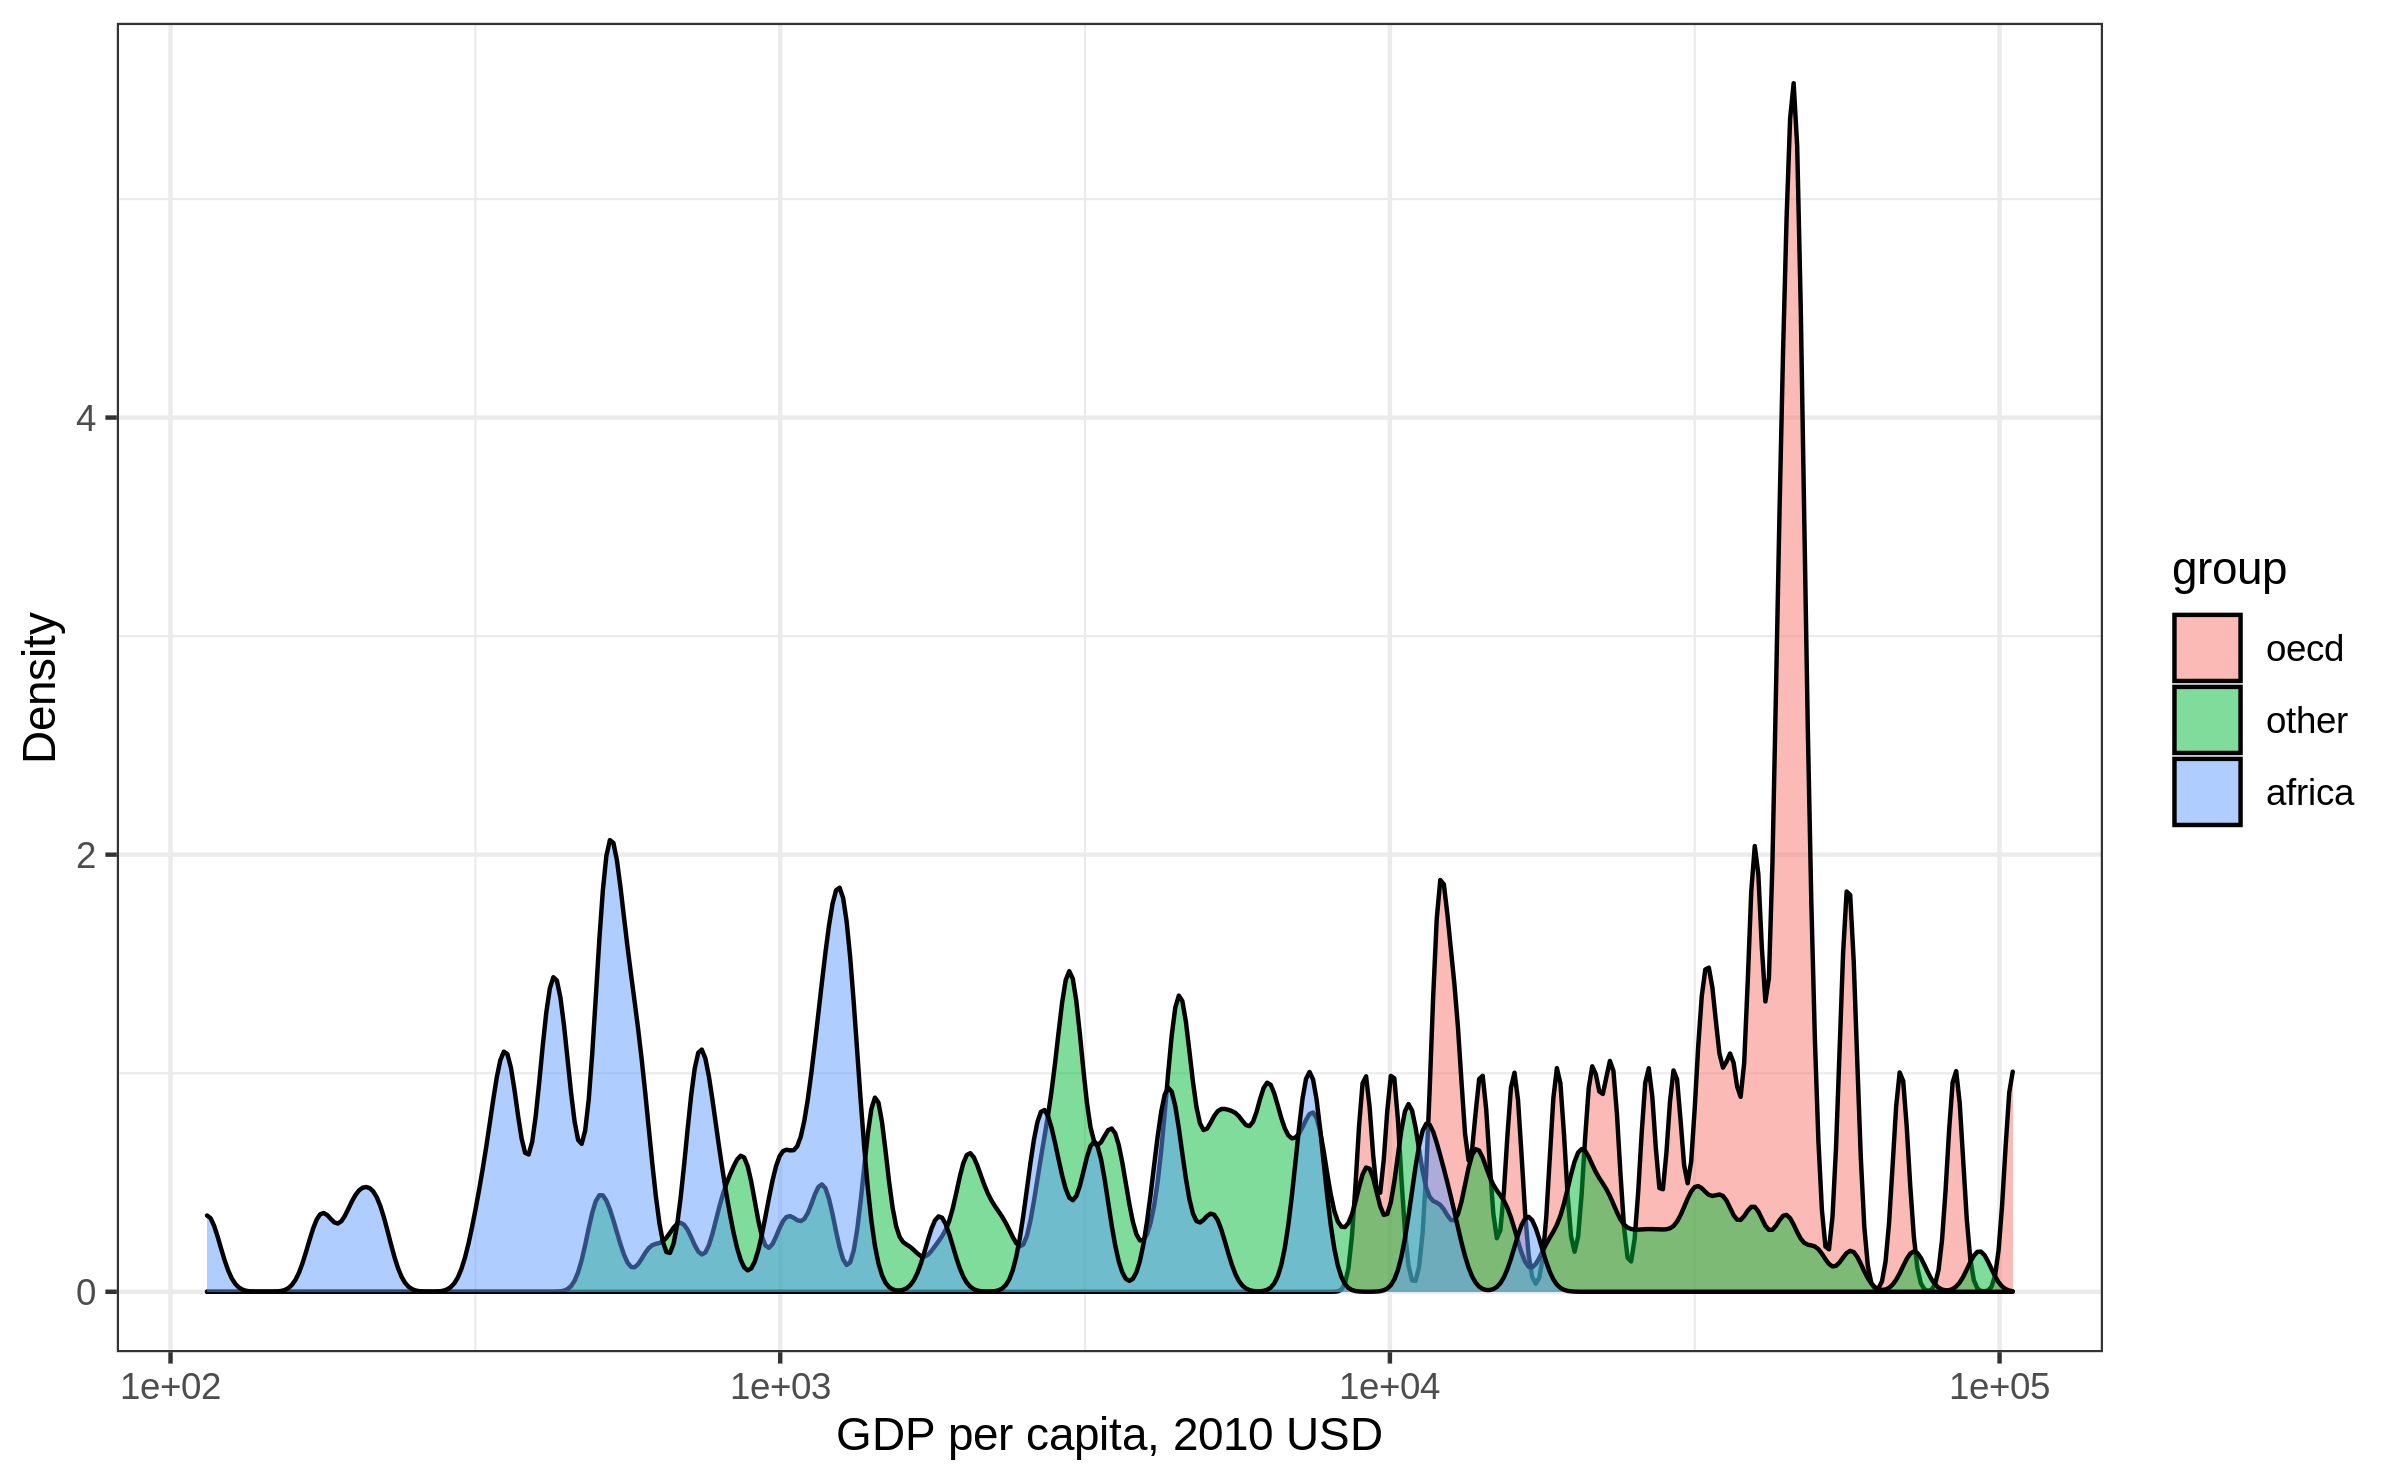 Density
4
2
0
1e+02 1e+03 1e+04 1e+05
GDP per capita, 2010 USD
group
oecd
other
africa